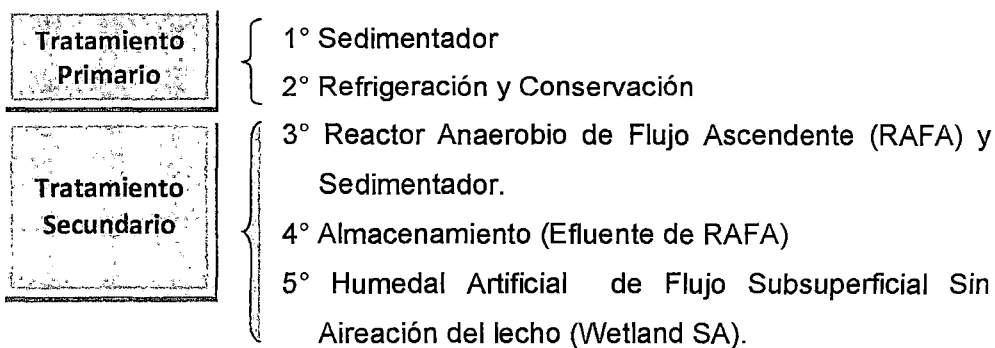 Tratamiento
Primario
1° Sedimentador
2° Refrigeración y Conservación
Tratamiento
Secundario
3° Reactor Anaerobio de Flujo Ascendente (RAFA) y
Sedimentador.
4° Almacenamiento (Efluente de RAFA)
5° Humedal Artificial de Flujo Subsuperficial Sin
Aireación del lecho (Wetland SA).